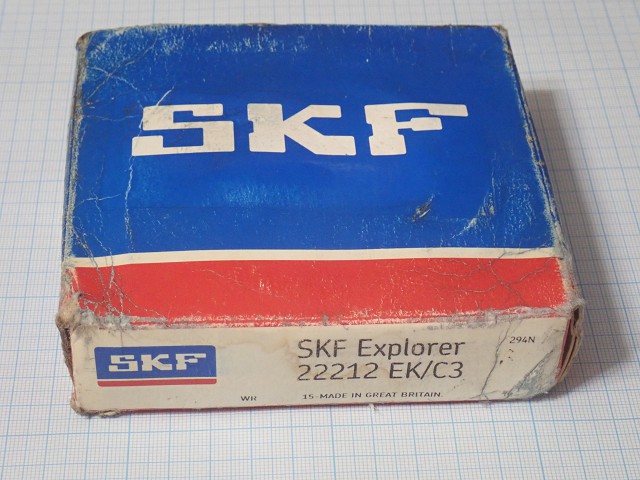 SKF
SKF
SKF Explorer
22212 EK/C3
294N
WR
15-MADE IN GREAT BRITAIN.